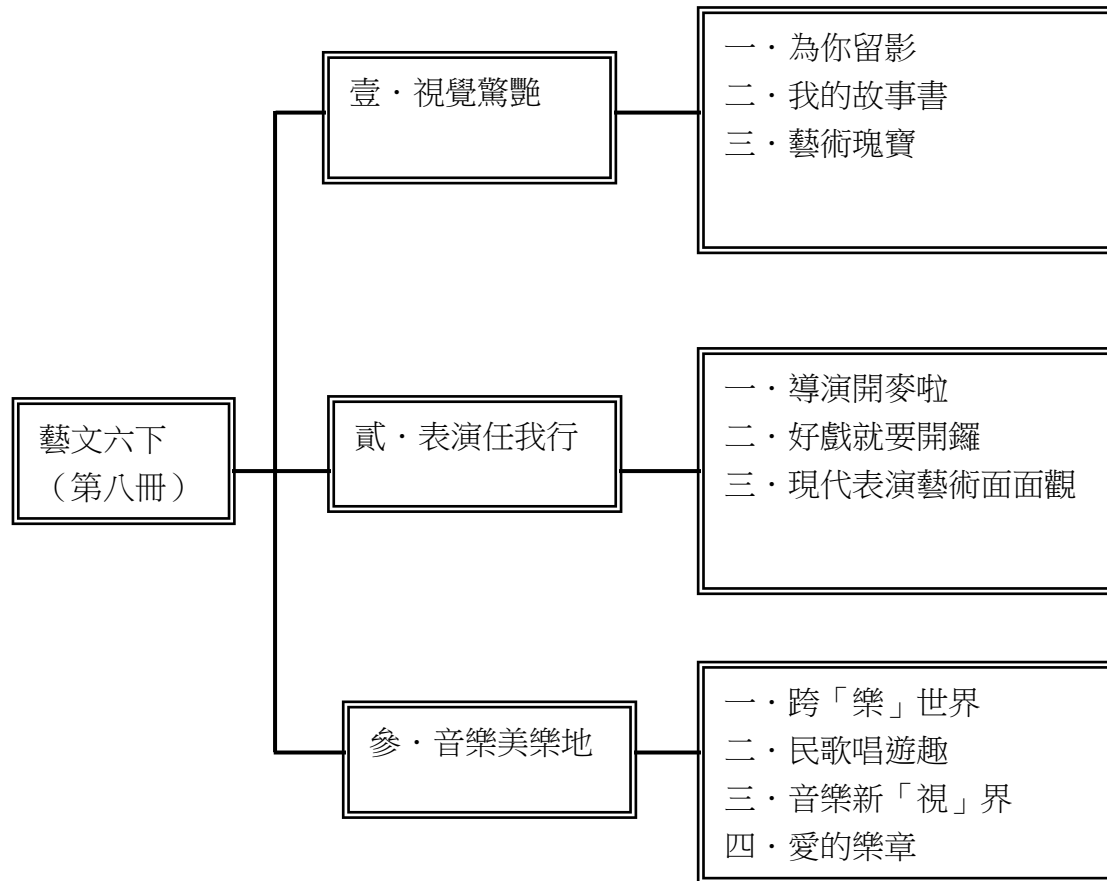 藝文六下
（第八冊）
壹．視覺驚艷
一．為你留影
二．我的故事書
三．藝術瑰寶
貳．表演任我行
一．導演開麥啦
二．好戲就要開鑼
三．現代表演藝術面面觀
參．音樂美樂地
一．跨「樂」世界
二．民歌唱遊趣
三．音樂新「視」界
四．愛的樂章